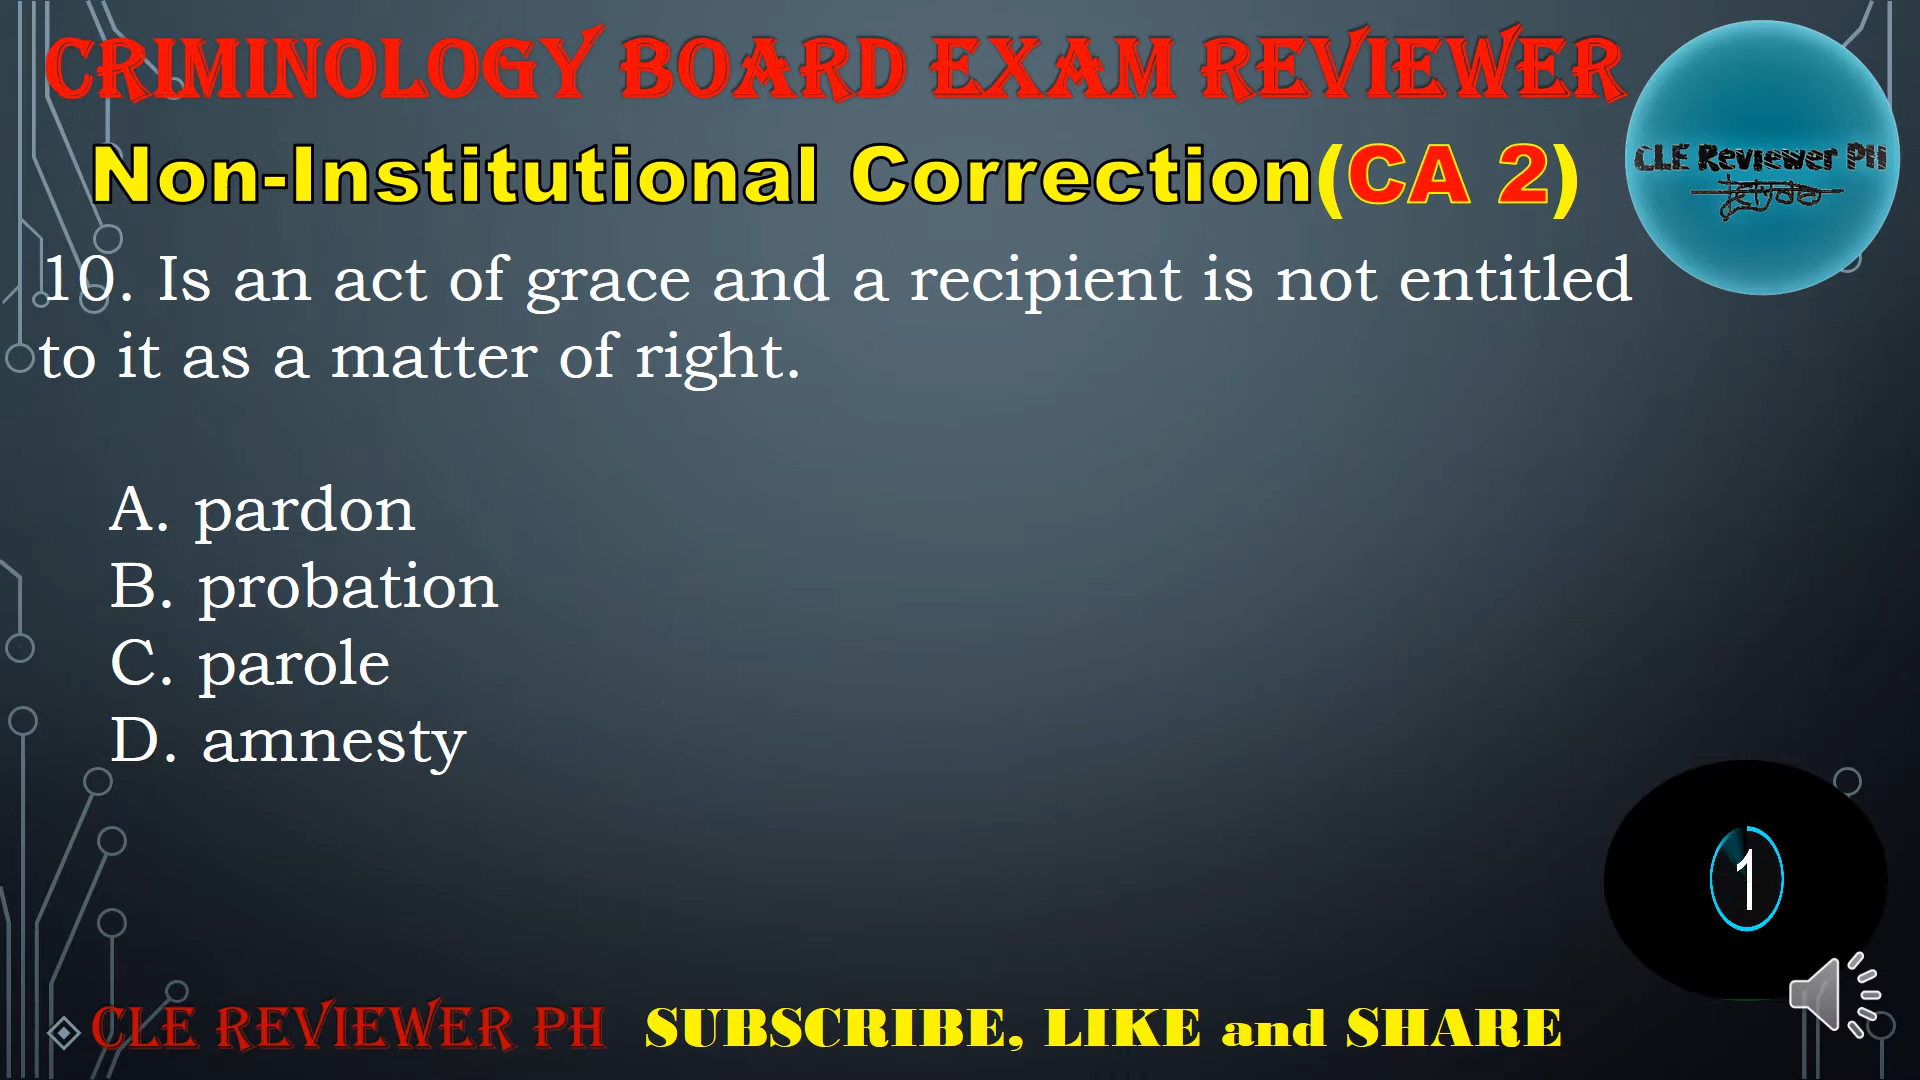 CRIMINOLOGY BOARD EXAM REVIEWER
Non-Institutional Correction(CA 2)
CLE Reviewer PH
10. Is an act of grace and a recipient is not entitled
to it as a matter of right.
A. pardon
B. probation
C. parole
D. amnesty
1
CLE REVIEWER PH SUBSCRIBE, LIKE and SHARE